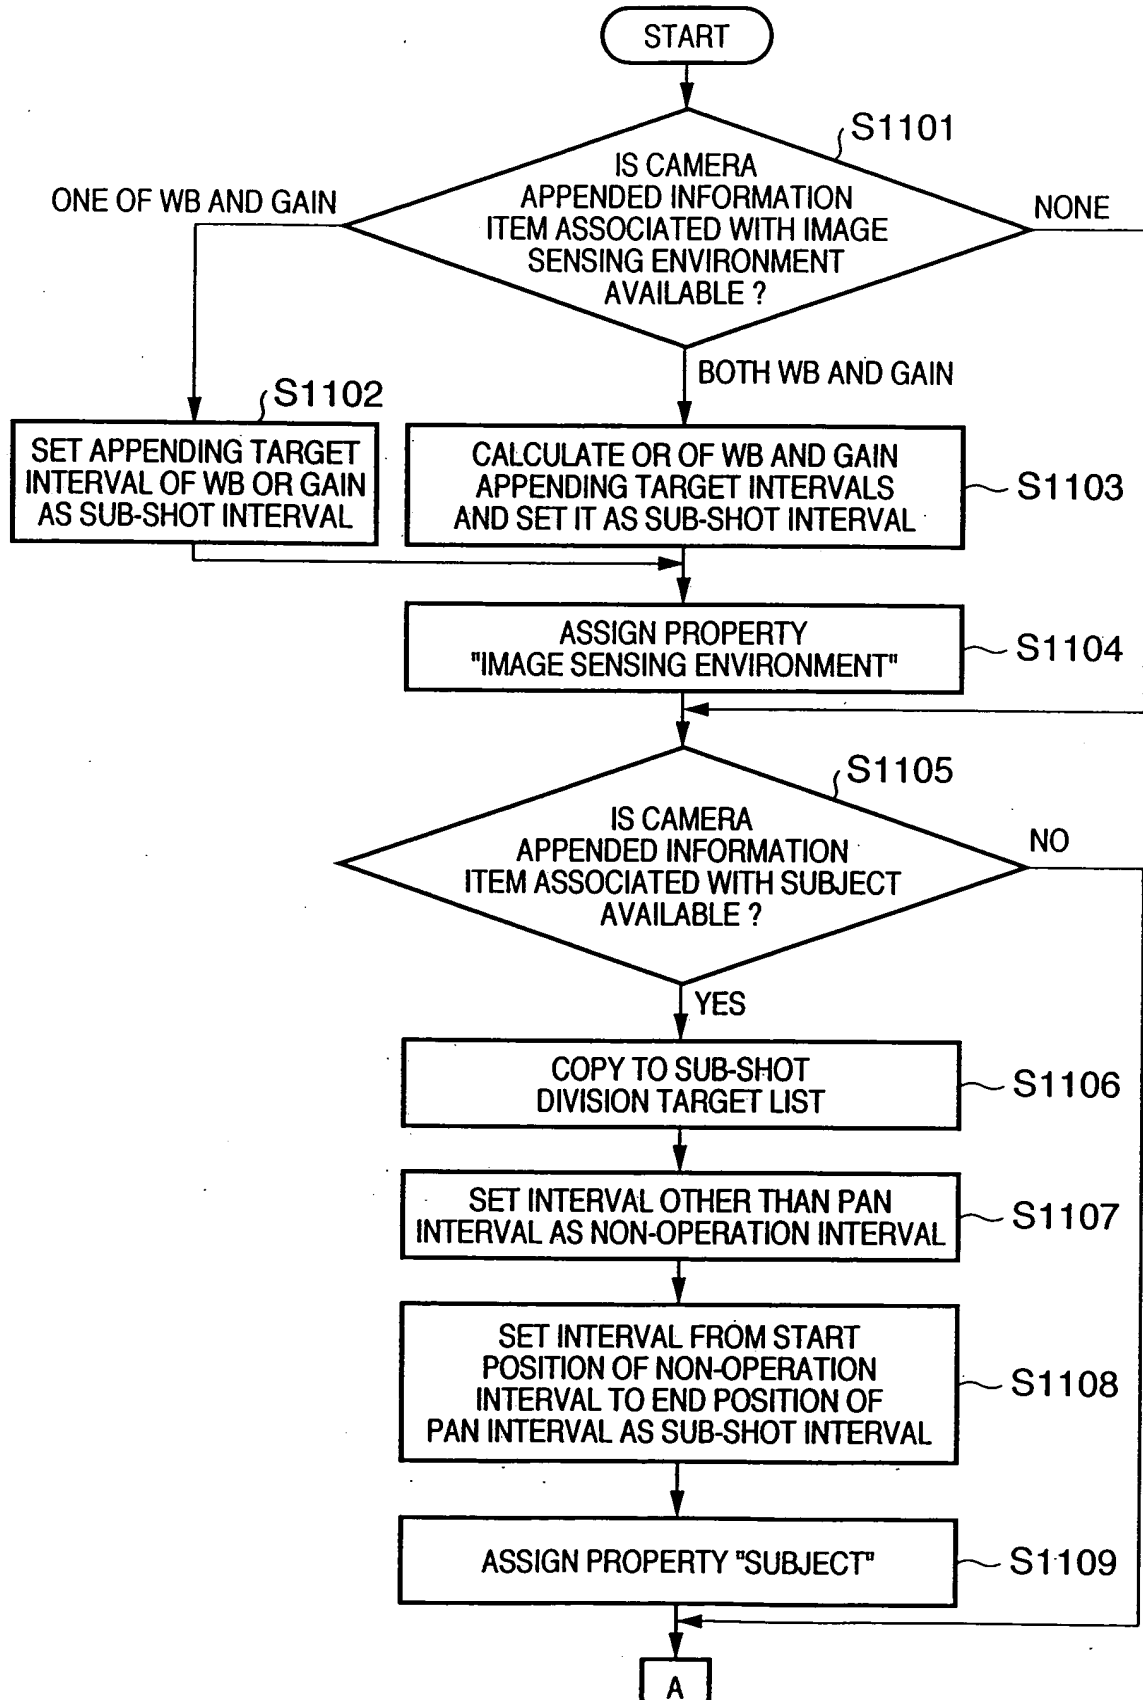 START
S1101
IS CAMERA
APPENDED INFORMATION
ITEM ASSOCIATED WITH IMAGE
SENSING ENVIRONMENT
AVAILABLE ?
ONE OF WB AND GAIN
NONE
BOTH WB AND GAIN
S1102
SET APPENDING TARGET
INTERVAL OF WB OR GAIN
AS SUB-SHOT INTERVAL
CALCULATE OR OF WB AND GAIN
APPENDING TARGET INTERVALS
AND SET IT AS SUB-SHOT INTERVAL
S1103
ASSIGN PROPERTY
"IMAGE SENSING ENVIRONMENT"
S1104
S1105
IS CAMERA
APPENDED INFORMATION
ITEM ASSOCIATED WITH SUBJECT
AVAILABLE ?
NO
YES
COPY TO SUB-SHOT
DIVISION TARGET LIST
S1106
SET INTERVAL OTHER THAN PAN
INTERVAL AS NON-OPERATION INTERVAL
S1107
SET INTERVAL FROM START
POSITION OF NON-OPERATION
INTERVAL TO END POSITION OF
PAN INTERVAL AS SUB-SHOT INTERVAL
S1108
ASSIGN PROPERTY "SUBJECT"
S1109
A